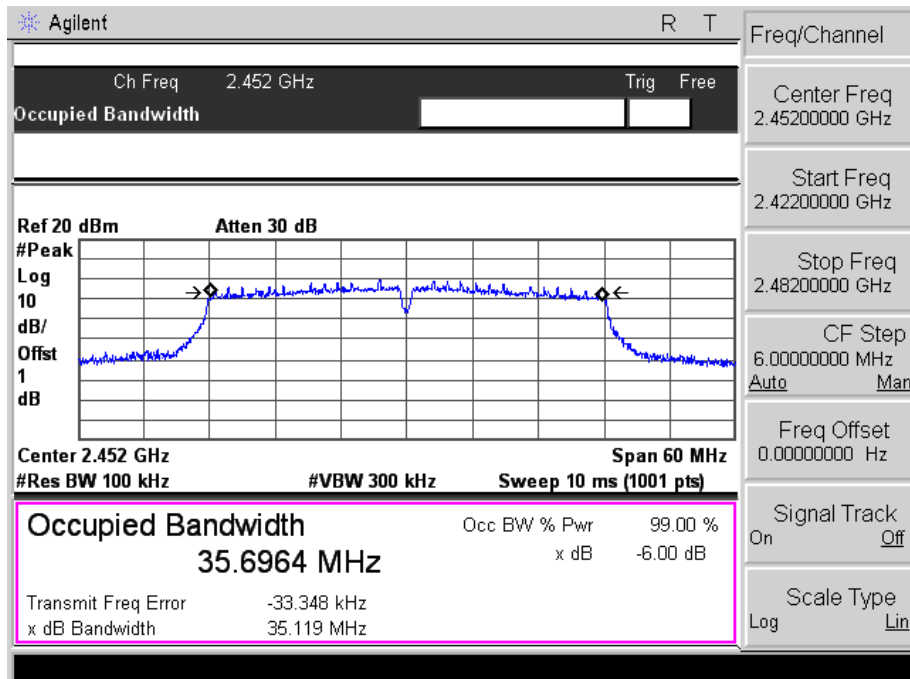 Agilent R T
Ch Freq 2.452 GHz Trig Free
Occupied Bandwidth
Ref 20 dBm Atten 30 dB
#Peak
Log
10
dB/
Offst
1
dB
Center 2.452 GHz Span 60 MHz
#Res BW 100 kHz #VBW 300 kHz Sweep 10 ms (1001 pts)
Occupied Bandwidth
35.6964 MHz
Occ BW % Pwr 99.00 %
x dB -6.00 dB
Transmit Freq Error -33.348 kHz
x dB Bandwidth 35.119 MHz
Freq/Channel
Center Freq
2.45200000 GHz
Start Freq
2.42200000 GHz
Stop Freq
2.48200000 GHz
CF Step
6.00000000 MHz
Auto Man
Freq Offset
0.00000000 Hz
Signal Track
On Off
Scale Type
Log Lin